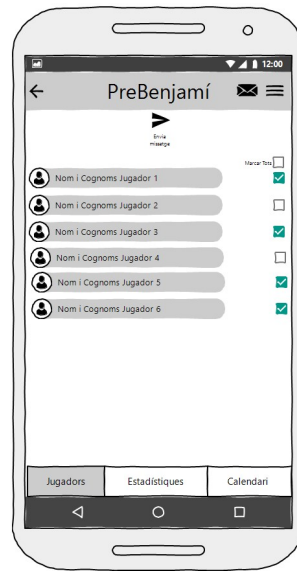 12:00
PreBenjamí
Envia
missatge
Marcar Tots
Nom i Cognoms Jugador 1
Nom i Cognoms Jugador 2
Nom i Cognoms Jugador 3
Nom i Cognoms Jugador 4
Nom i Cognoms Jugador 5
Nom i Cognoms Jugador 6
Jugadors Estadístiques Calendari